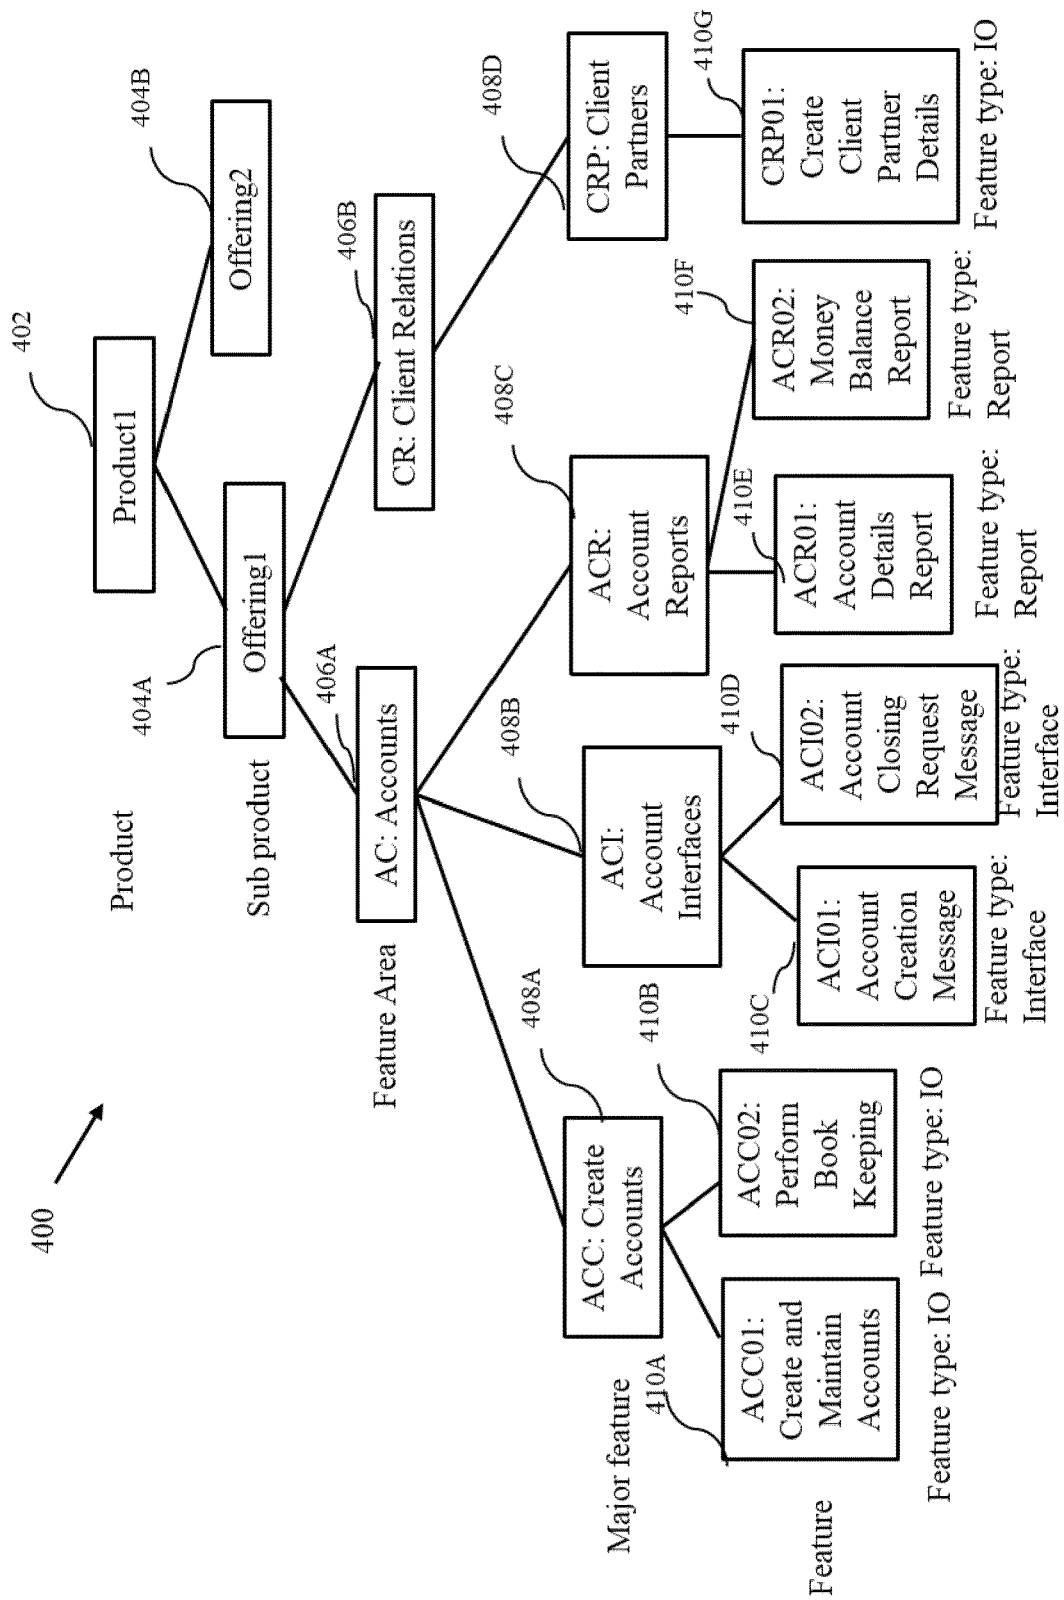 400
402
Product
Product1
404A
404B
Sub product
Offering1
Offering2
406A
406B
Feature Area
AC: Accounts
CR: Client Relations
408A
408B
408C
408D
Major feature
ACC: Create
Accounts
ACI:
Account
Interfaces
ACR:
Account
Reports
CRP: Client
Partners
410A
410B
410C
410D
410E
410F
410G
Feature
ACC01:
Create and
Maintain
Accounts
Feature type: IO
ACC02:
Perform
Book
Keeping
Feature type: IO
ACI01:
Account
Creation
Message
Feature type:
Interface
ACI02:
Account
Closing
Request
Message
Feature type:
Interface
ACR01:
Account
Details
Report
Feature type:
Report
ACR02:
Money
Balance
Report
Feature type:
Report
CRP01:
Create
Client
Partner
Details
Feature type: IO